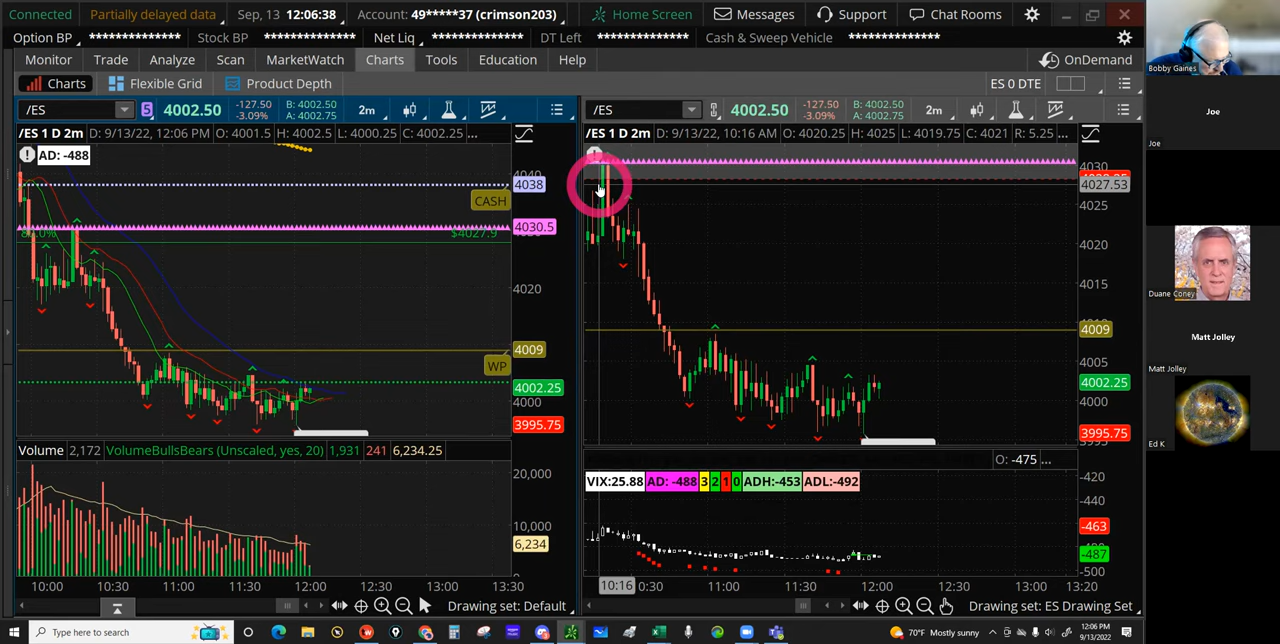 Connected Partially delayed data Sep, 13 12:06:38 Account: 49*****37 (crimson203) Home Screen Messages Support Chat Rooms
Option BP ************** Stock BP ************** Net Liq ************** DT Left ************** Cash & Sweep Vehicle **************
Monitor Trade Analyze Scan MarketWatch Charts Tools Education Help OnDemand
Charts Flexible Grid Product Depth ES 0 DTE
/ES 5 4002.50 -127.50 -3.09% B: 4002.50 A: 4002.75 2m
/ES 4002.50 -127.50 -3.09% B: 4002.50 A: 4002.75 2m
/ES 1 D 2m D: 9/13/22, 12:06 PM O: 4001.5 H: 4002.5 L: 4000.25 C: 4002.25 ...
/ES 1 D 2m D: 9/13/22, 10:16 AM O: 4020.25 H: 4025 L: 4019.75 C: 4021 R: 5.25 ...
AD: -488
4038
CASH
4030.5
$4027.9
4020
4009
WP
4002.25
4000
3995.75
4030
4027.53
4025
4020
4015
4009
4005
4002.25
4000
3995.75
Volume 2,172 VolumeBullsBears (Unscaled, yes, 20) 1,931 241 6,234.25
20,000
10,000
6,234
10:00 10:30 11:00 11:30 12:00 12:30 13:00 13:30
O: -475 ...
VIX:25.88 AD: -488 3 2 1 0 ADH:-453 ADL:-492
-420
-440
-463
-487
-500
10:16 0:30 11:00 11:30 12:00 12:30 13:00 13:20
Drawing set: Default
Drawing set: ES Drawing Set
Type here to search
70°F Mostly sunny
12:06 PM
9/13/2022
Bobby Gaines
Joe
Joe
Duane Coney
Matt Jolley
Matt Jolley
Ed K